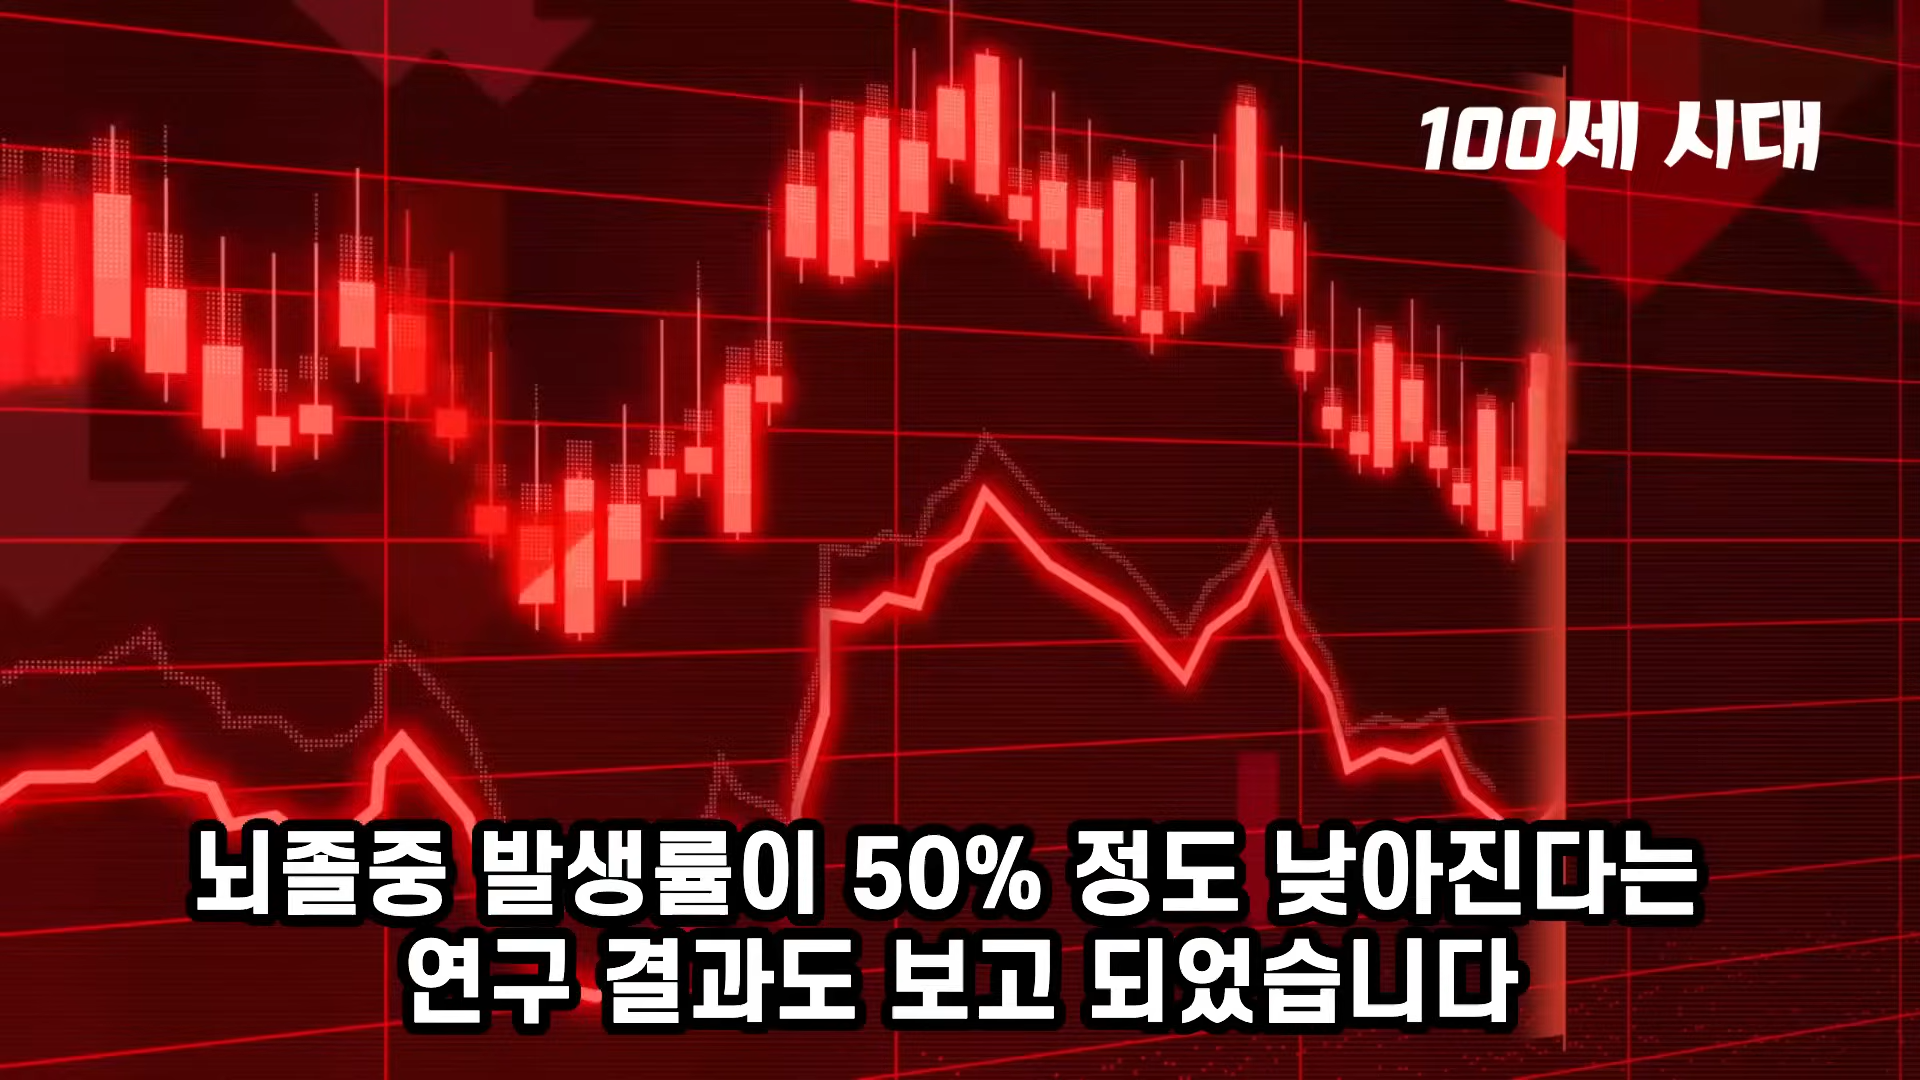 100세 시대
뇌졸중 발생률이 50% 정도 낮아진다는
연구 결과도 보고 되었습니다